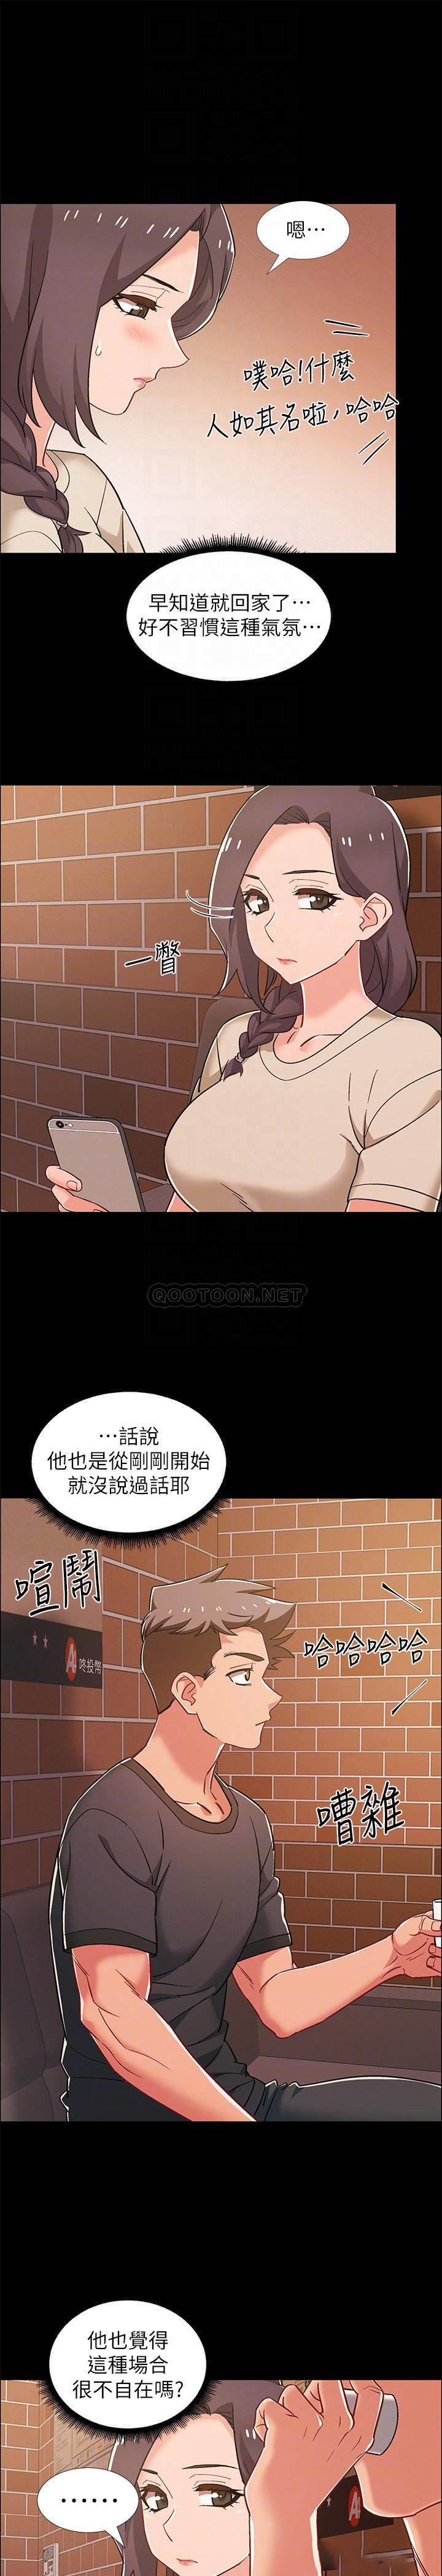 嗯…
噗哈!什麼
人如其名啦,哈哈
早知道就回家了…
好不習慣這種氣氛…
一瞥
QOOTOON.NET
…話說
他也是從剛剛開始
就沒說過話耶
喧鬧
A
咚投幣
哈哈哈哈
嘈雜
他也覺得
這種場合
很不自在嗎?
……